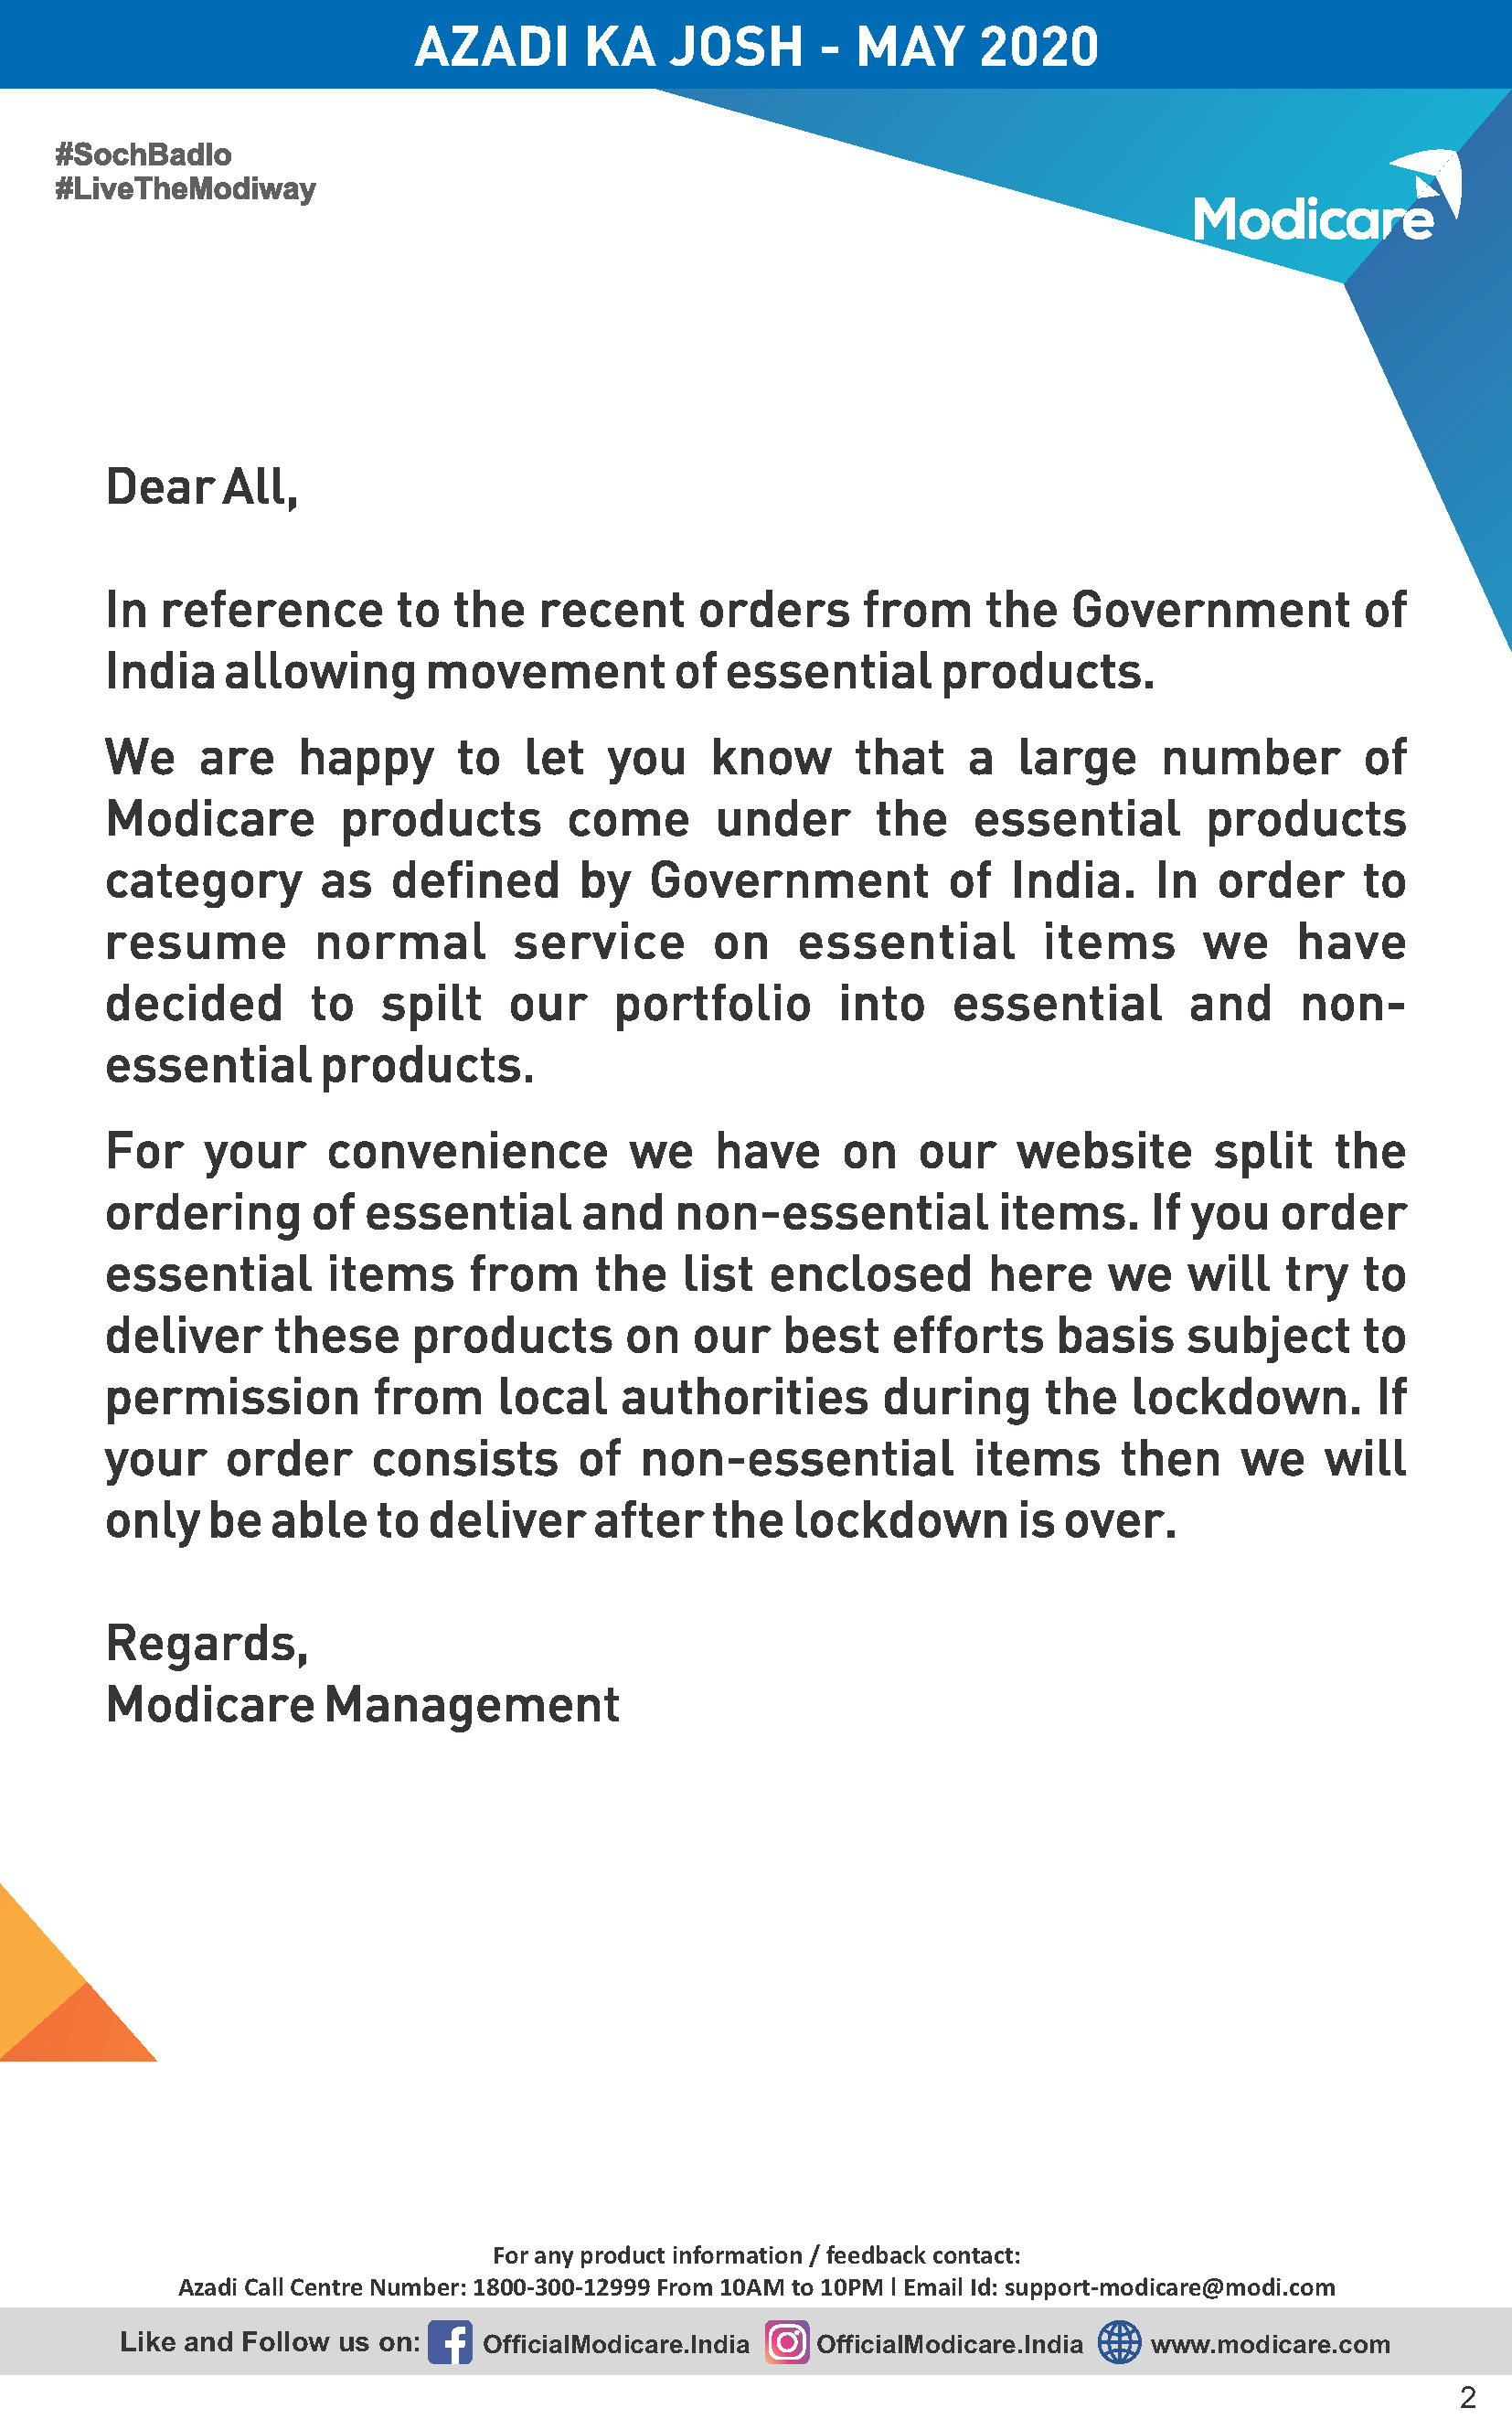 AZADI KA JOSH - MAY 2020
#SochBadlo
#LiveTheModiway
Modicare
Dear All,
In reference to the recent orders from the Government of
India allowing movement of essential products.
We are happy to let you know that a large number of
Modicare products come under the essential products
category as defined by Government of India. In order to
resume normal service on essential items we have
decided to spilt our portfolio into essential and non-
essential products.
For your convenience we have on our website split the
ordering of essential and non-essential items. If you order
essential items from the list enclosed here we will try to
deliver these products on our best efforts basis subject to
permission from local authorities during the lockdown. If
your order consists of non-essential items then we will
only be able to deliver after the lockdown is over.
Regards,
Modicare Management
For any product information / feedback contact:
Azadi Call Centre Number: 1800-300-12999 From 10AM to 10PM l Email Id: support-modicare@modi.com
Like and Follow us on: OfficialModicare.India OfficialModicare.India www.modicare.com
2